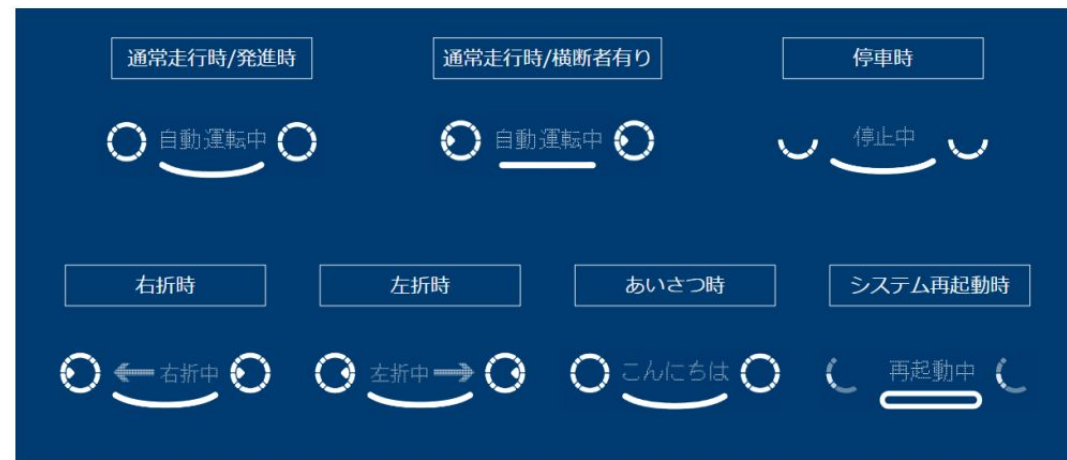 通常走行時/発進時
通常走行時/横断者有り
停車時
自動運転中
自動運転中
停止中
右折時
左折時
あいさつ時
システム再起動時
右折中
左折中
こんにちは
再起動中